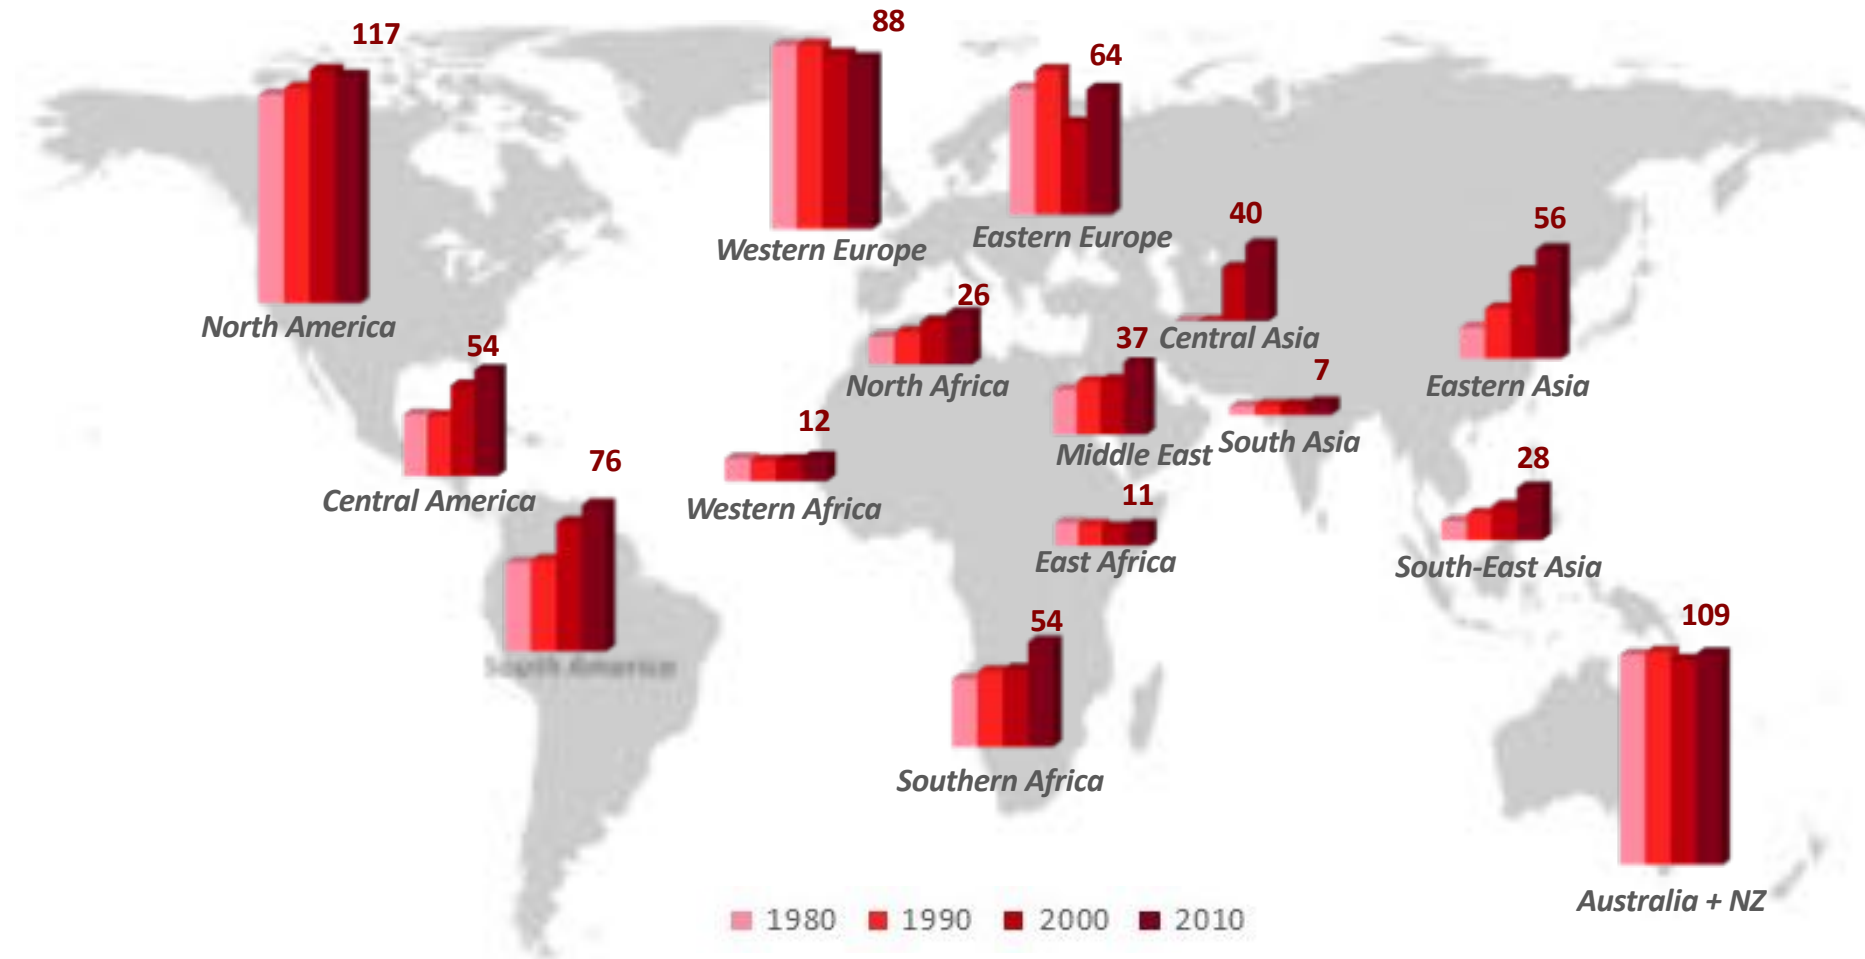 88
117
64
Western Europe
Eastern Europe
40
56
North America
26
Central Asia
37
54
North Africa
7
Eastern Asia
12
Middle East
South Asia
76
Central America
Western Africa
11
28
East Africa
South-East Asia
South America
54
109
Southern Africa
Australia + NZ
1980 1990 2000 2010